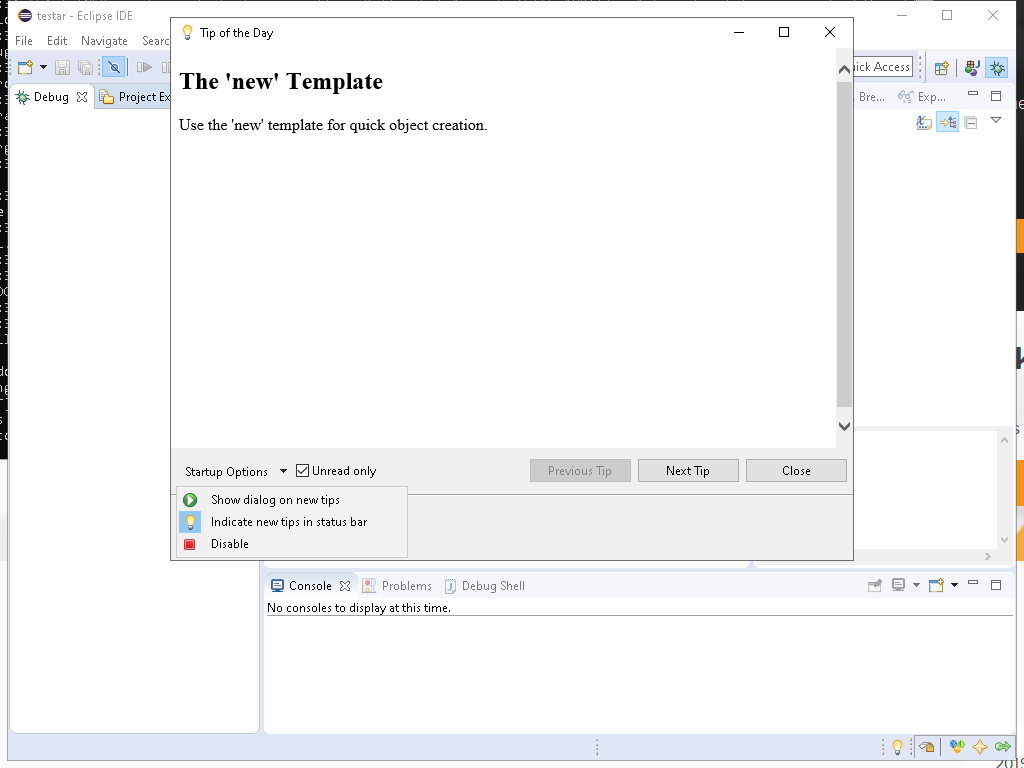 testar - Eclipse IDE
File Edit Navigate Searc
Tip of the Day
Quick Access
Debug
Project Ex
Bre...
Exp...
The 'new' Template
Use the 'new' template for quick object creation.
Startup Options
Unread only
Previous Tip
Next Tip
Close
Show dialog on new tips
Indicate new tips in status bar
Disable
Console
Problems
Debug Shell
No consoles to display at this time.